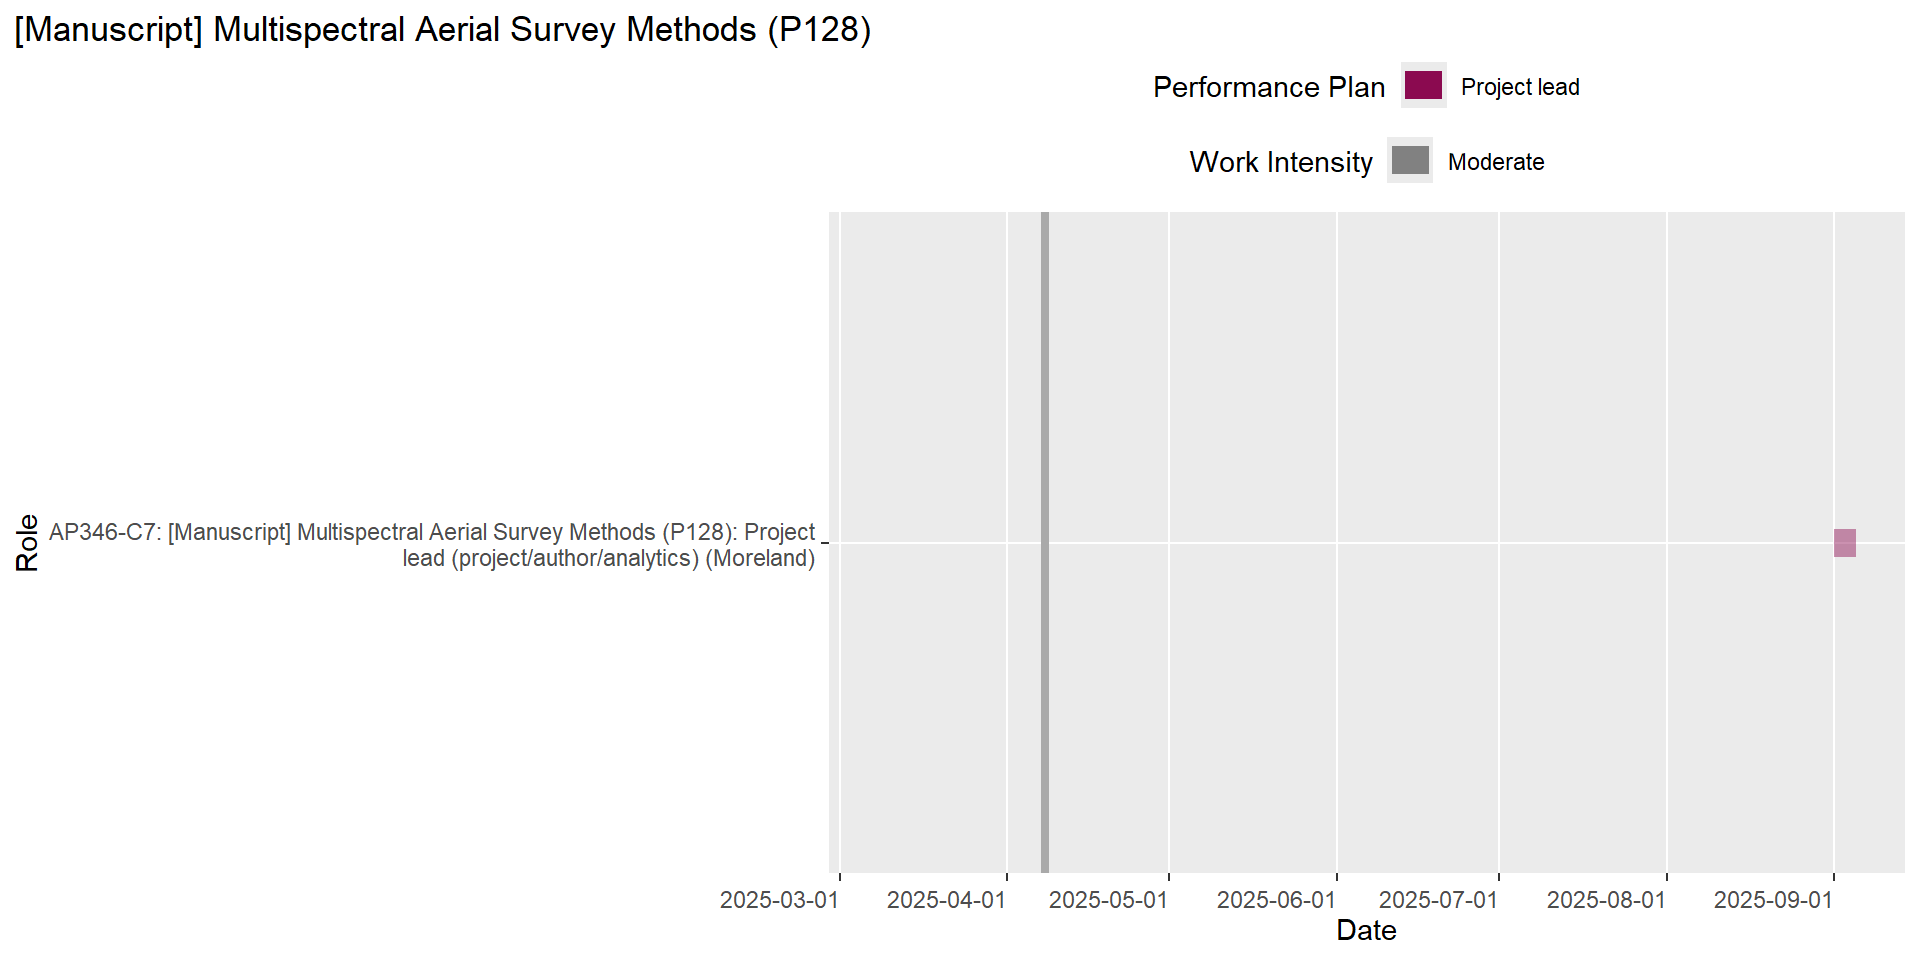 [Manuscript] Multispectral Aerial Survey Methods (P128)
Performance Plan
Project lead
Work Intensity
Moderate
Role
AP346-C7: [Manuscript] Multispectral Aerial Survey Methods (P128): Project
lead (project/author/analytics) (Moreland)
2025-03-01
2025-04-01
2025-05-01
2025-06-01
2025-07-01
2025-08-01
2025-09-01
Date